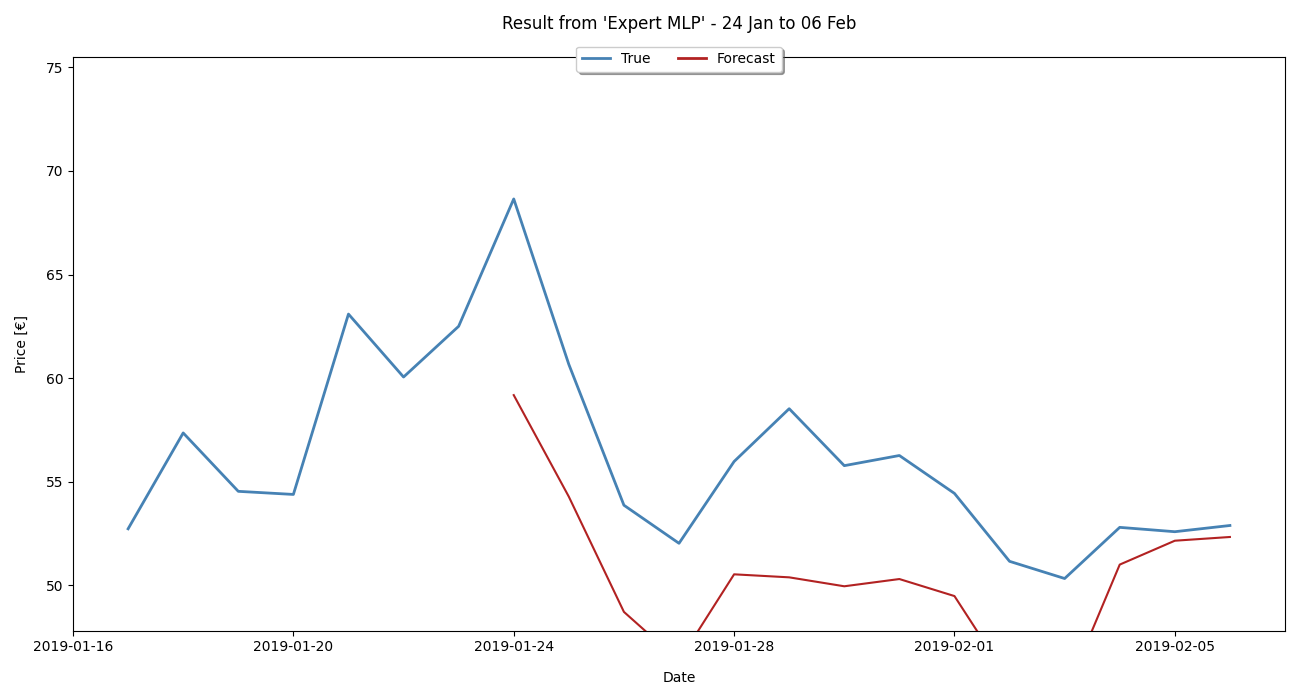 Result from 'Expert MLP' - 24 Jan to 06 Feb
True
Forecast
75
70
65
60
55
50
Price [€]
2019-01-16
2019-01-20
2019-01-24
2019-01-28
2019-02-01
2019-02-05
Date